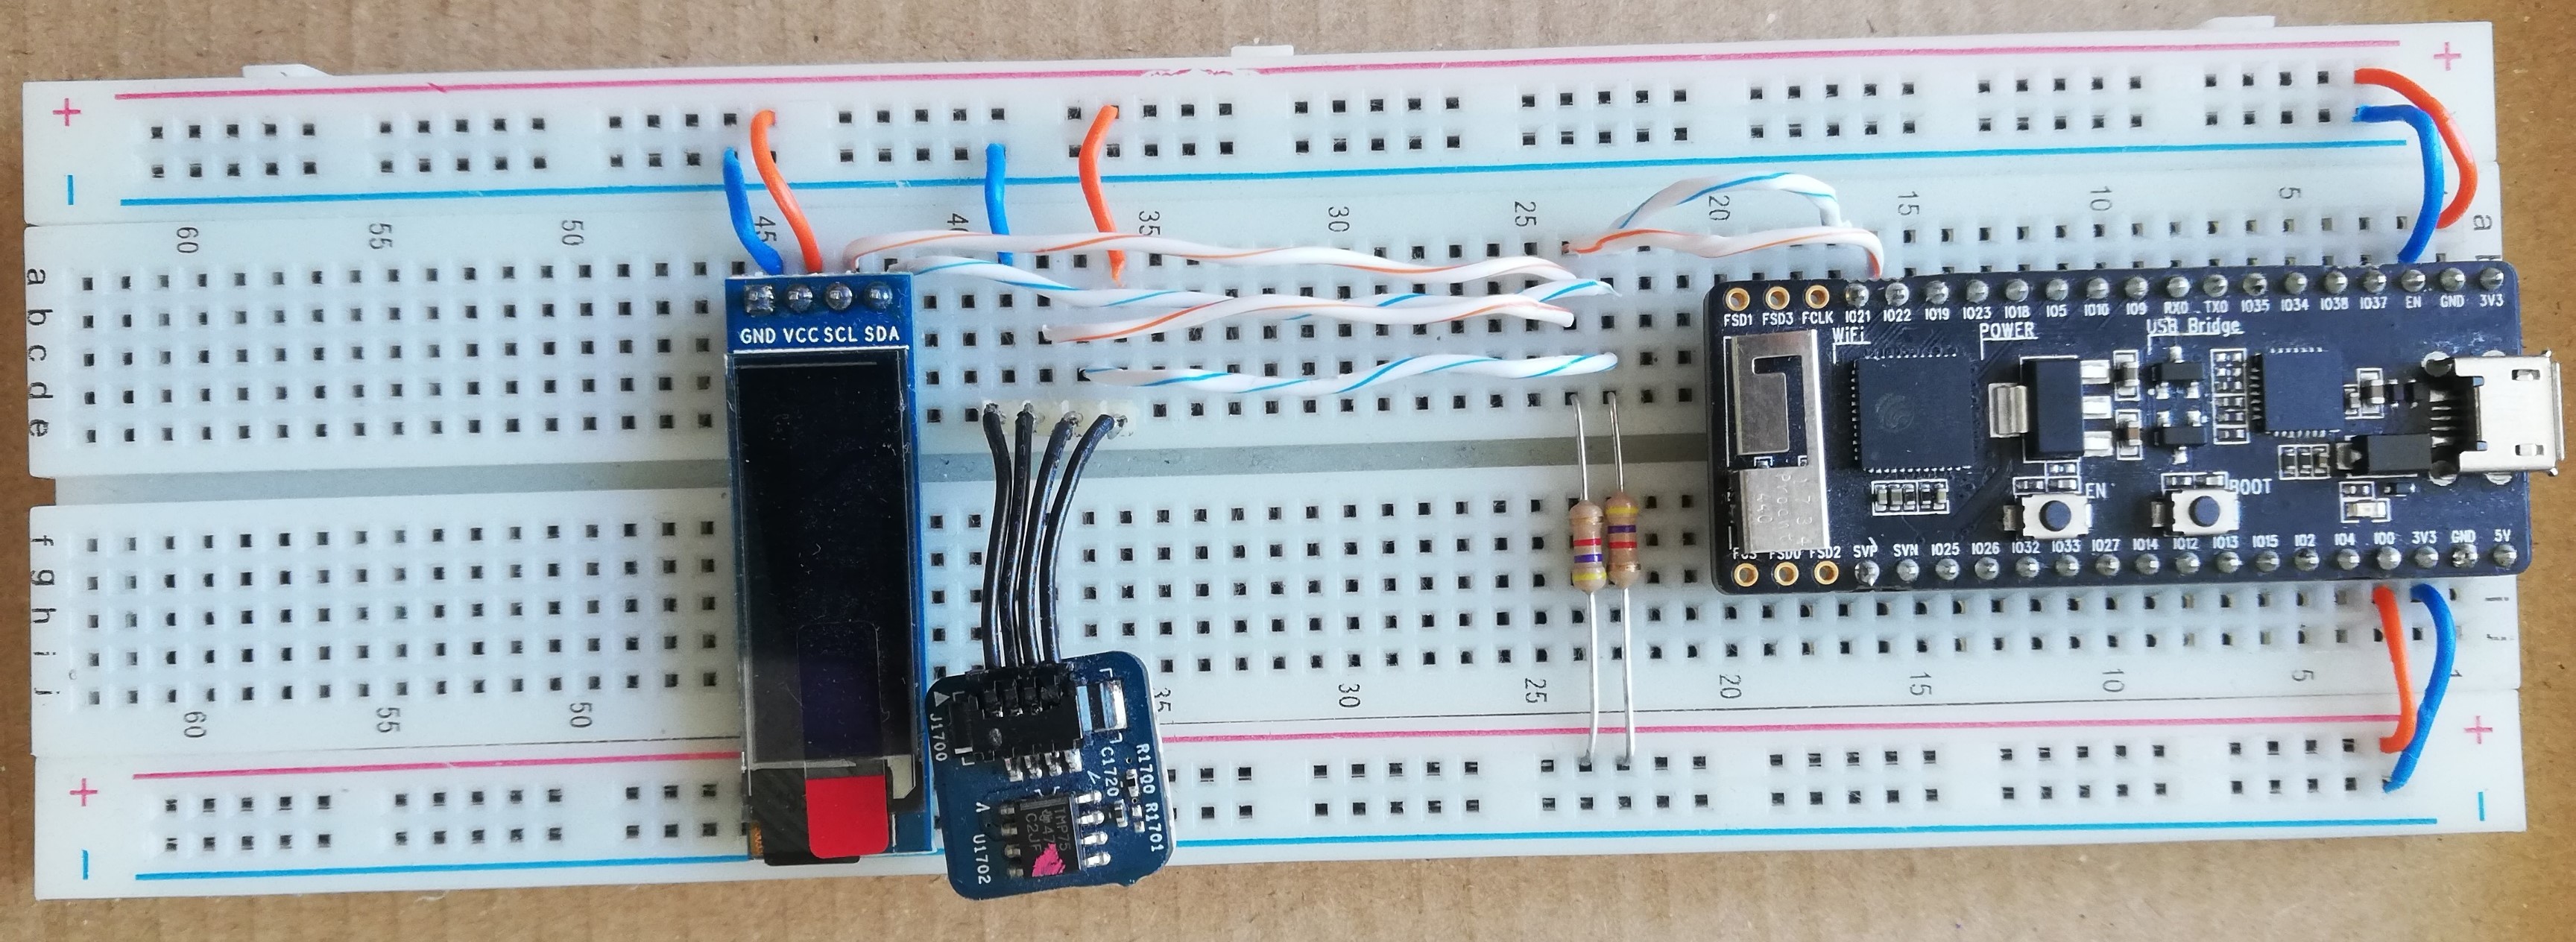 + +
- 
60 55 50 45 40 35 30 25 20 15 10 5
a a
b
c
d
e
GND VCC SCL SDA
FSD1 FSD3 FCLK IO21 IO22 IO19 IO23 IO18 IO5 IO10 IO9 RXD TXD IO35 IO34 IO38 IO37 EN GND 3V3
WiFi POWER USB Bridge
EN BOOT
FSD0 FSD2 SVP SVN IO25 IO26 IO32 IO33 IO27 IO14 IO12 IO13 IO15 IO2 IO4 IO0 3V3 GND 5V
f
g
h
i
j
J1700
C1720
R1700 R1701
TMP75
U1702
60 55 50 35 30 25 20 15 10 5 1
+ +
- -